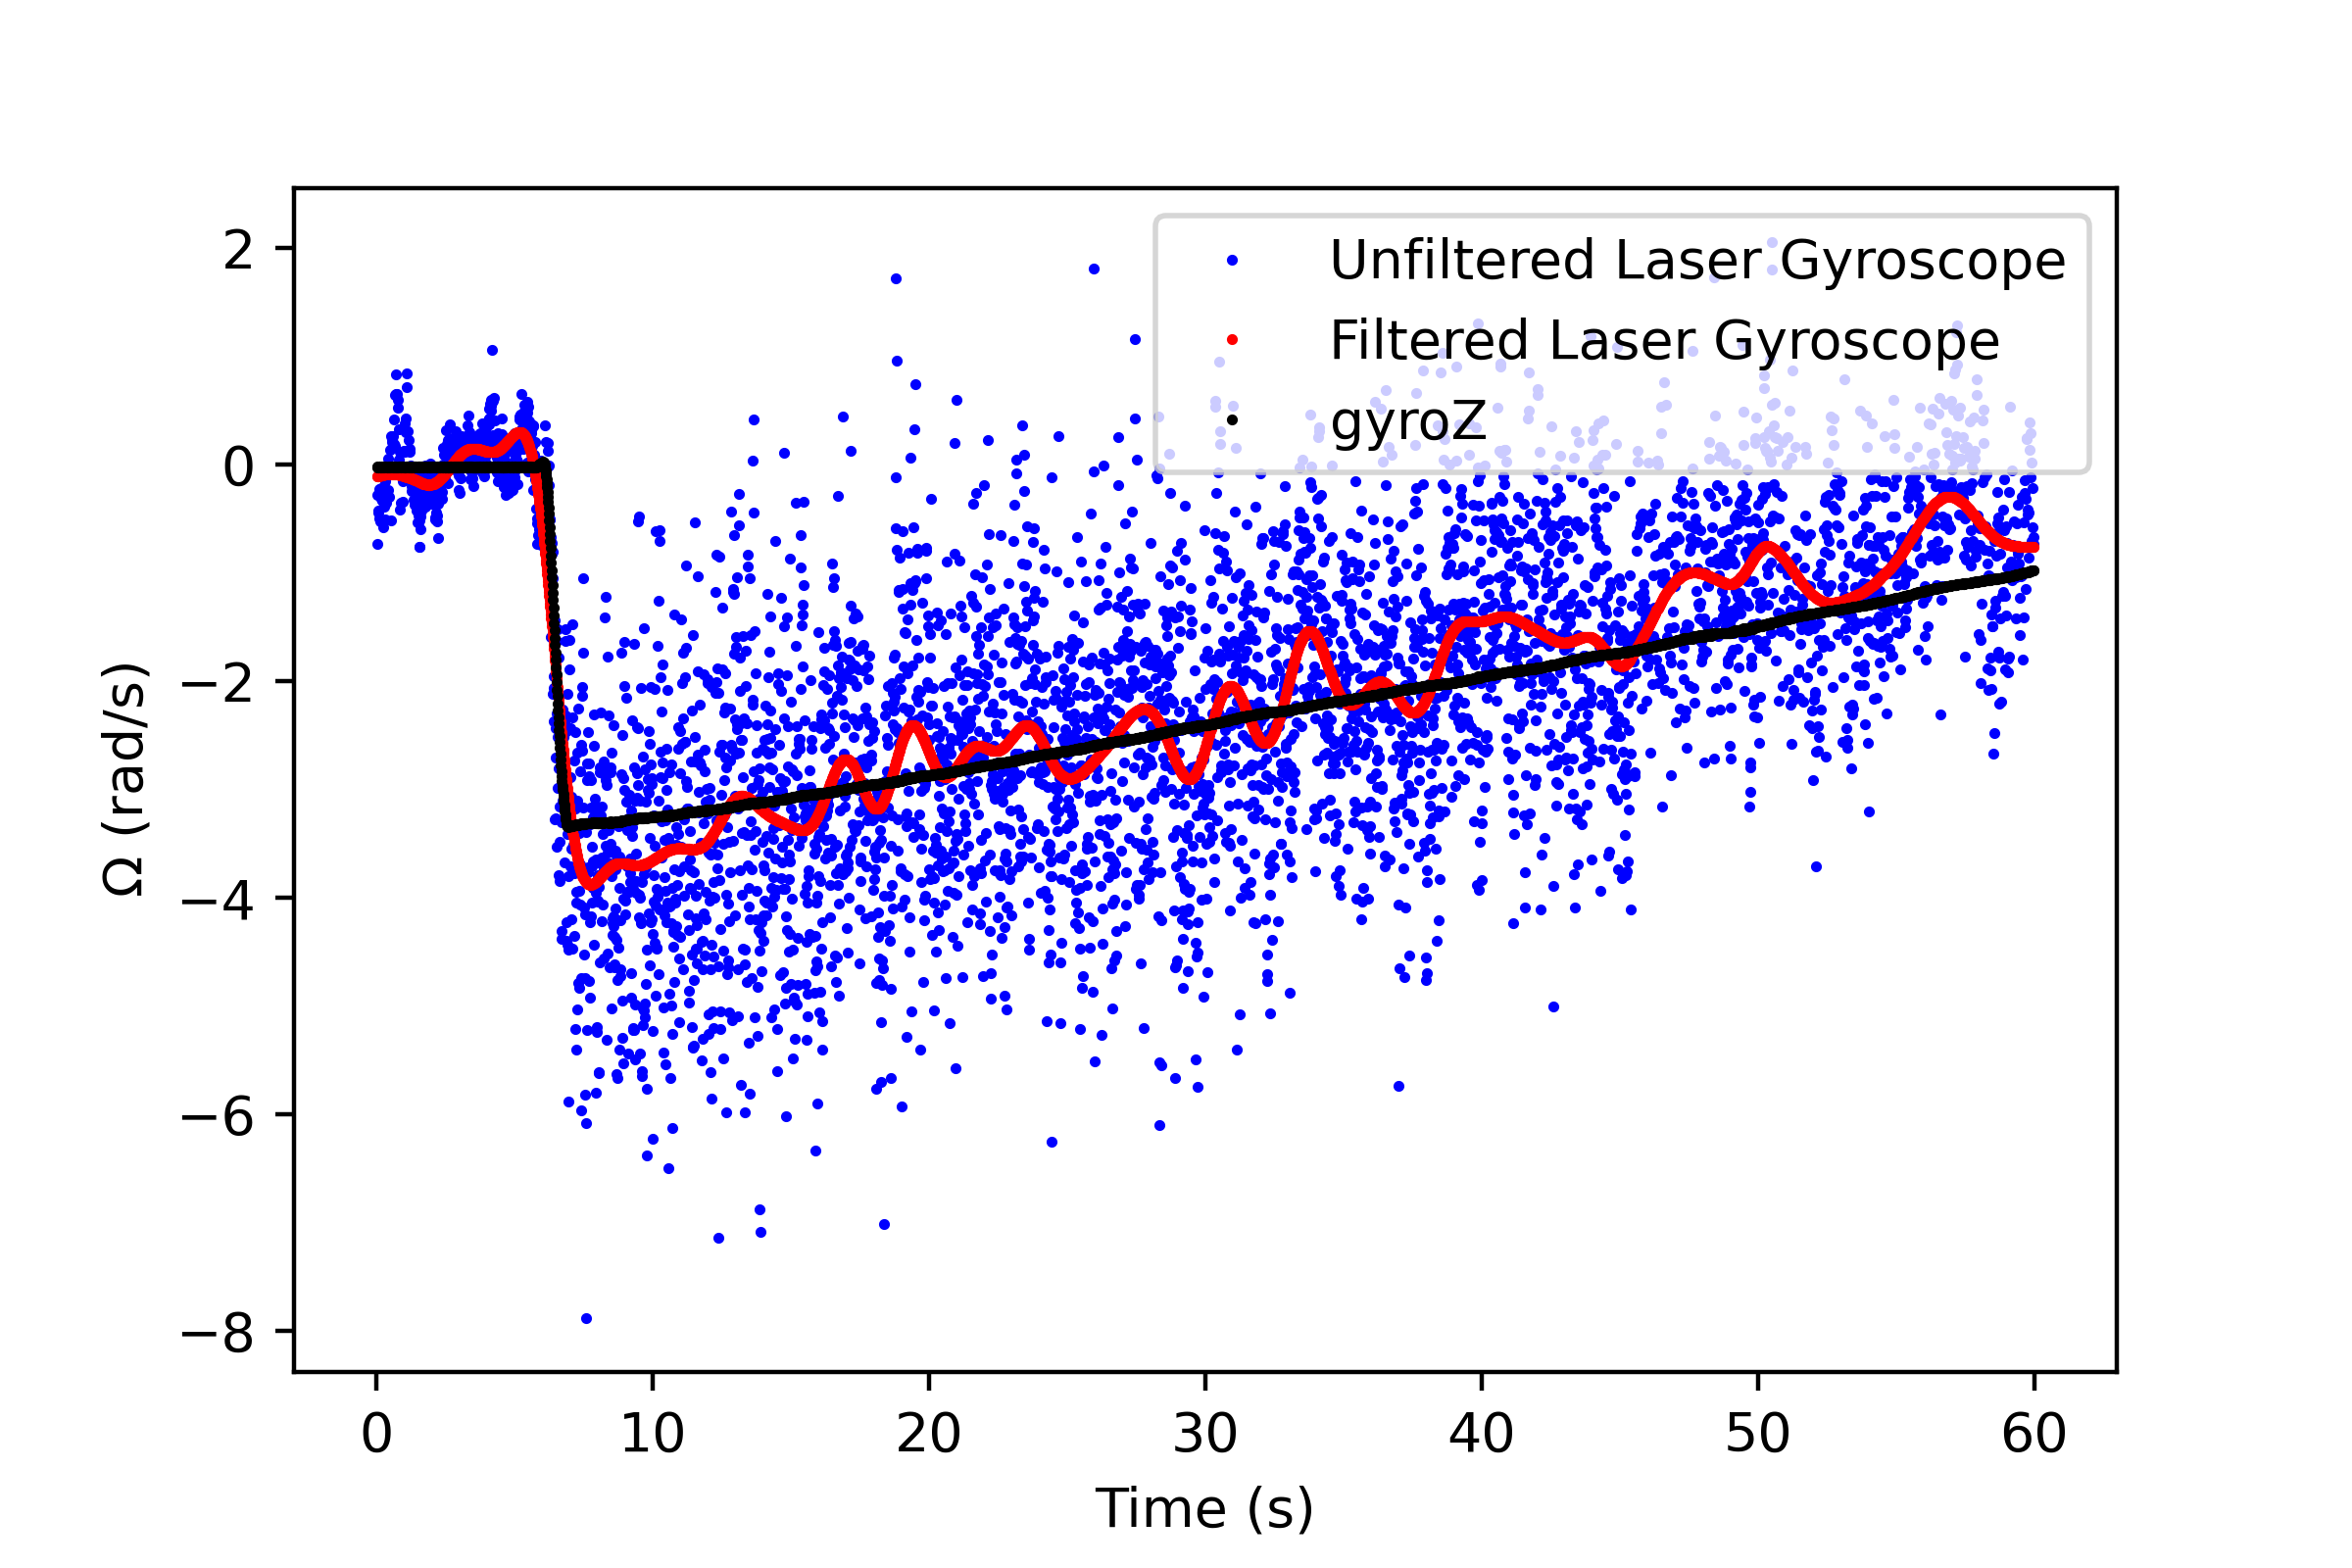 2
0
−2
−4
−6
−8
Ω (rad/s)
Unfiltered Laser Gyroscope
Filtered Laser Gyroscope
gyroZ
0 10 20 30 40 50 60
Time (s)